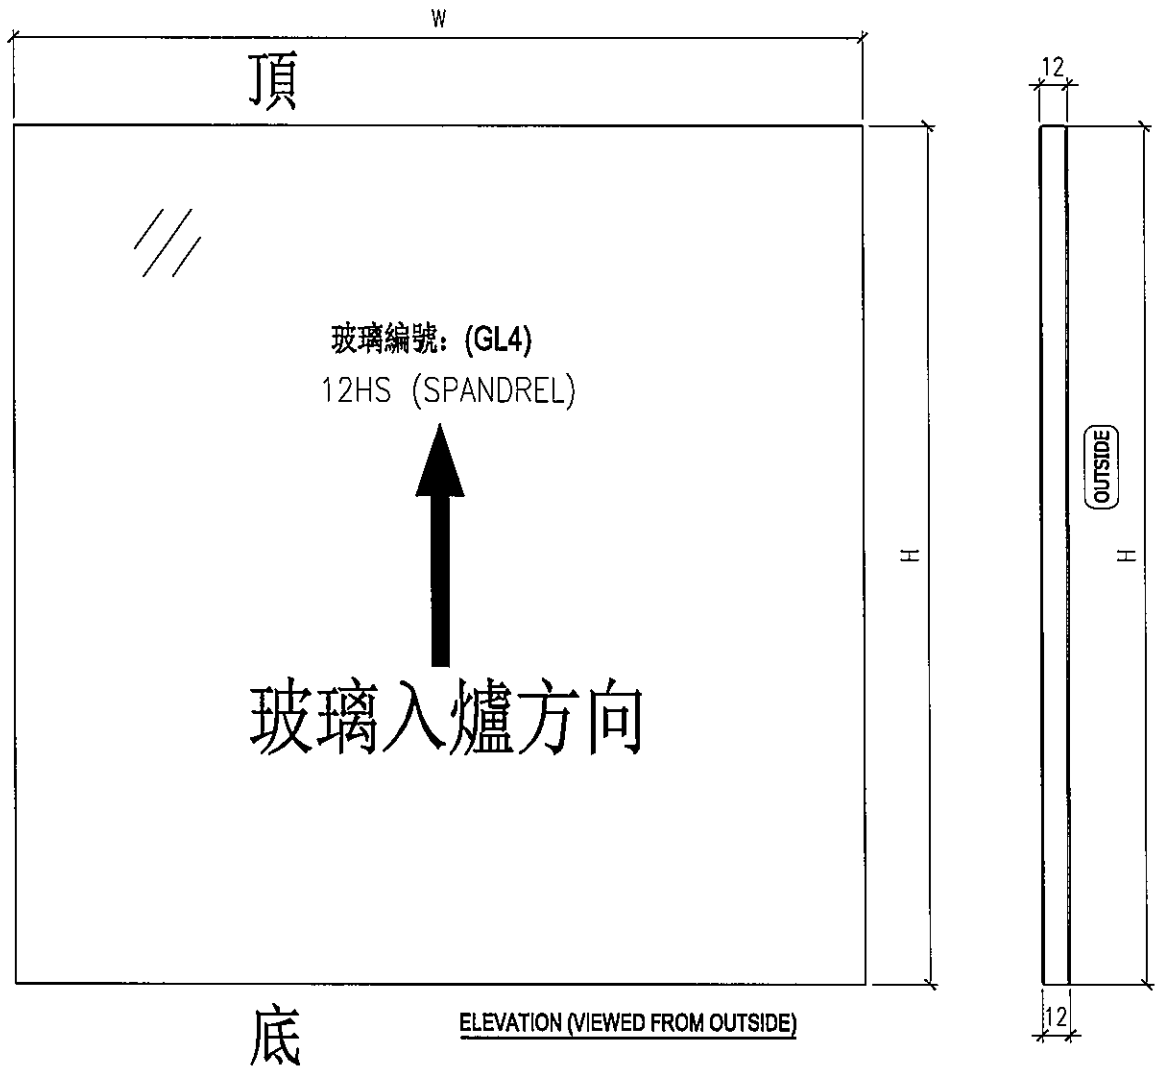 W
頂
12
玻璃編號: (GL4)
12HS (SPANDREL)
OUTSIDE
H
H
玻璃入爐方向
底
ELEVATION (VIEWED FROM OUTSIDE)
12